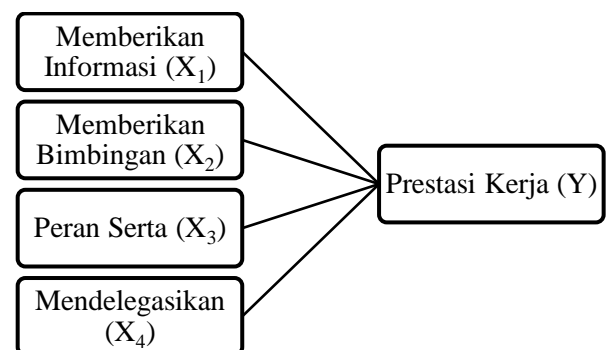 Memberikan
Informasi (X₁)
Memberikan
Bimbingan (X₂)
Peran Serta (X₃)
Mendelegasikan
(X₄)
Prestasi Kerja (Y)